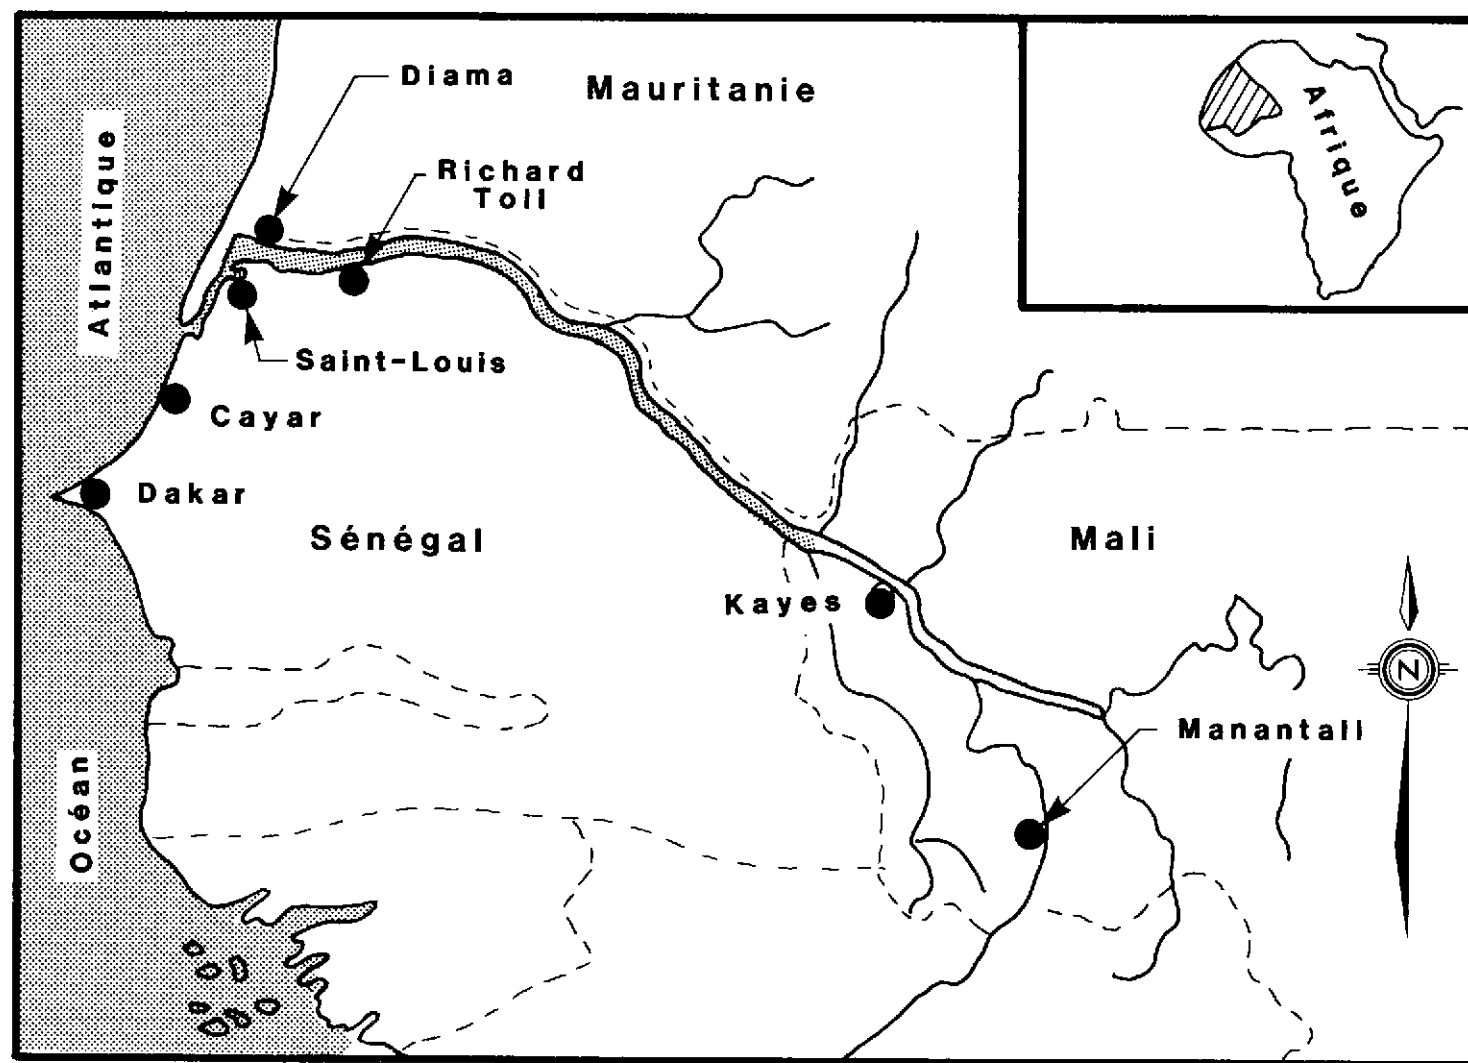 Diama
Mauritanie
Afrique
Richard
Toll
Atlantique
Saint-Louis
Cayar
Dakar
Sénégal
Mali
Kayes
N
Manantali
Océan